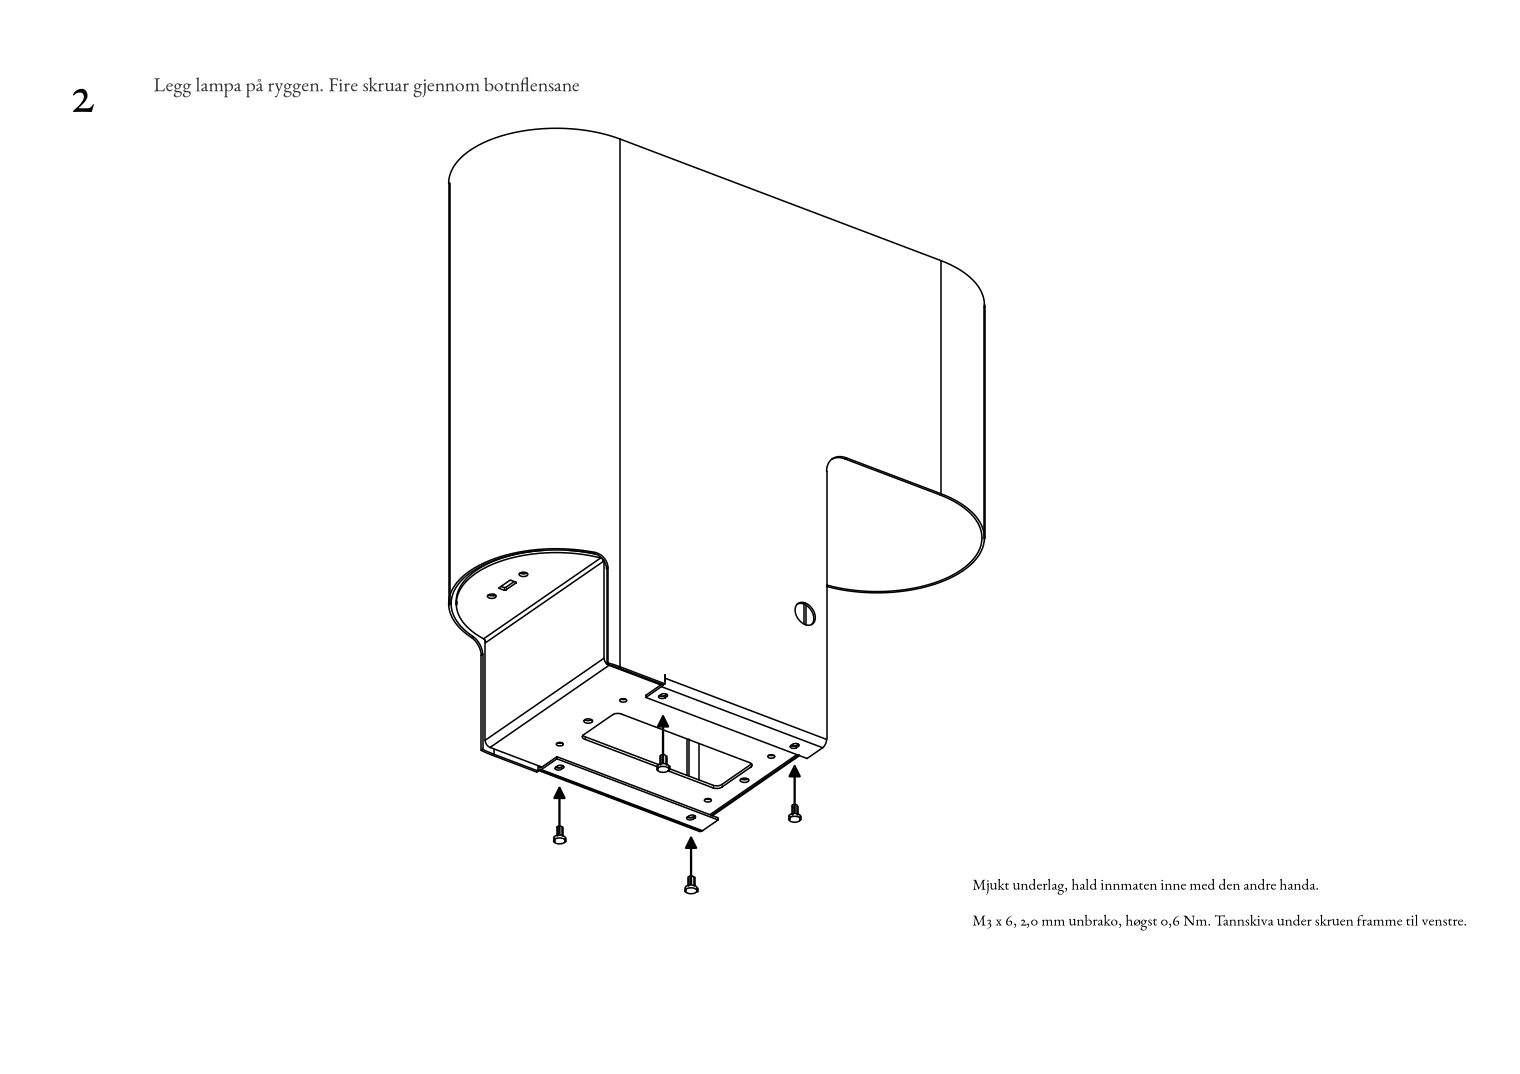 2
Legg lampa på ryggen. Fire skruar gjennom botnflensane
Mjukt underlag, hald innmaten inne med den andre handa.
M3 x 6, 2,0 mm unbrako, høgst 0,6 Nm. Tannskiva under skruen framme til venstre.